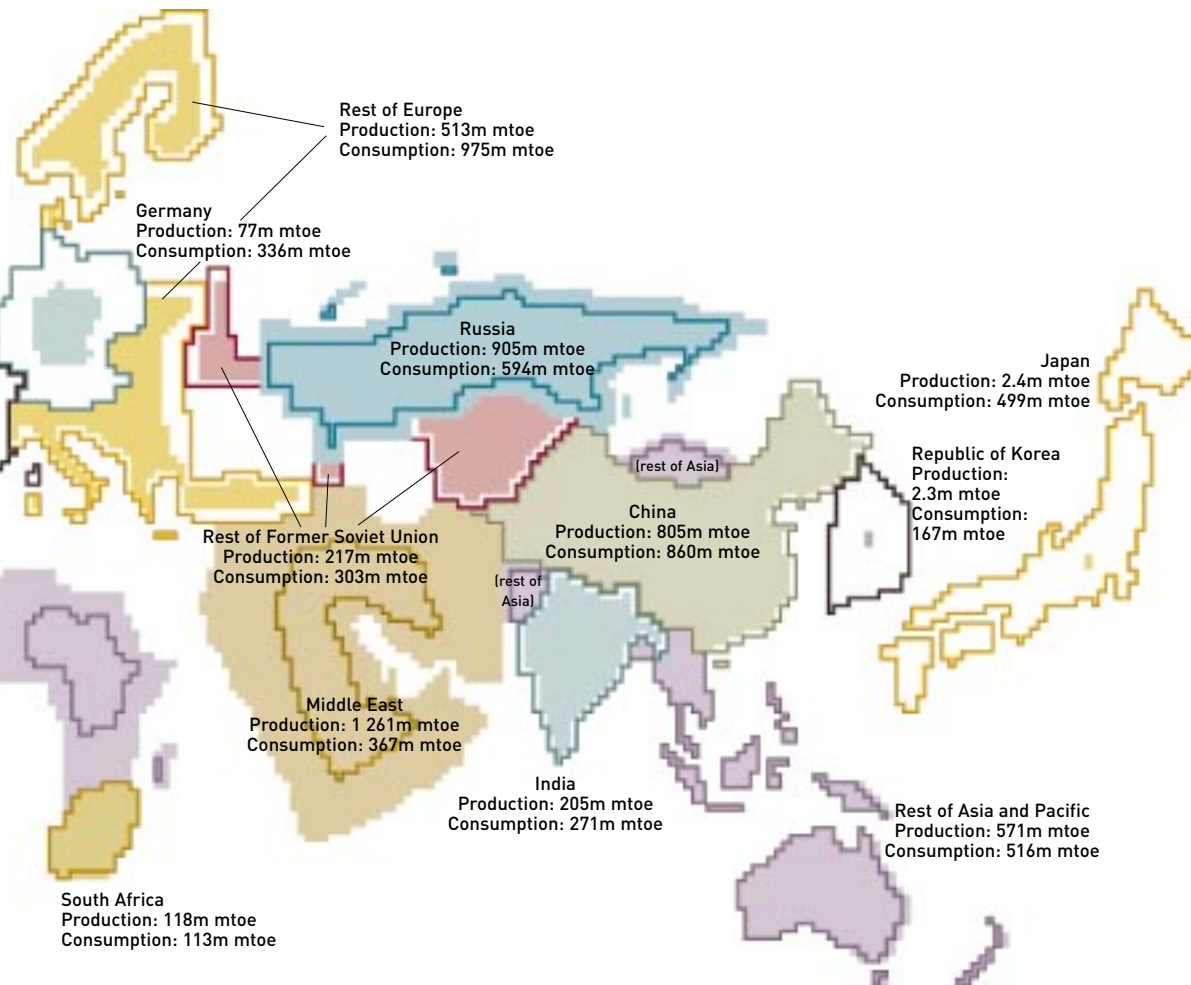 Rest of Europe
Production: 513m mtoe
Consumption: 975m mtoe
Germany
Production: 77m mtoe
Consumption: 336m mtoe
Russia
Production: 905m mtoe
Consumption: 594m mtoe
Japan
Production: 2.4m mtoe
Consumption: 499m mtoe
Republic of Korea
Production:
2.3m mtoe
Consumption:
167m mtoe
(rest of Asia)
China
Production: 805m mtoe
Consumption: 860m mtoe
Rest of Former Soviet Union
Production: 217m mtoe
Consumption: 303m mtoe
(rest of
Asia)
Middle East
Production: 1 261m mtoe
Consumption: 367m mtoe
India
Production: 205m mtoe
Consumption: 271m mtoe
Rest of Asia and Pacific
Production: 571m mtoe
Consumption: 516m mtoe
South Africa
Production: 118m mtoe
Consumption: 113m mtoe